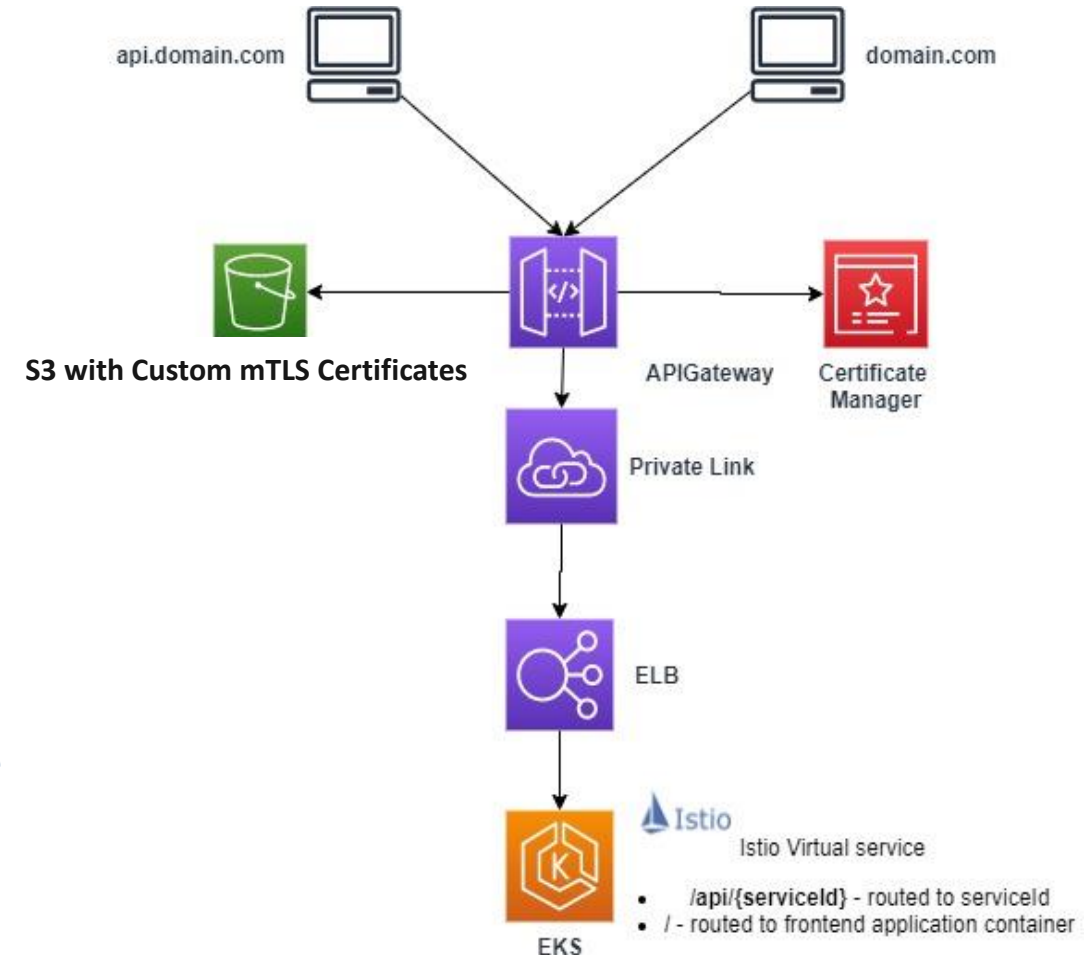 api.domain.com
domain.com
</>
S3 with Custom mTLS Certificates
APIGateway
Certificate
Manager
Private Link
ELB
Istio
Istio Virtual service
• /api/{serviceId} - routed to serviceId
• / - routed to frontend application container
K
EKS